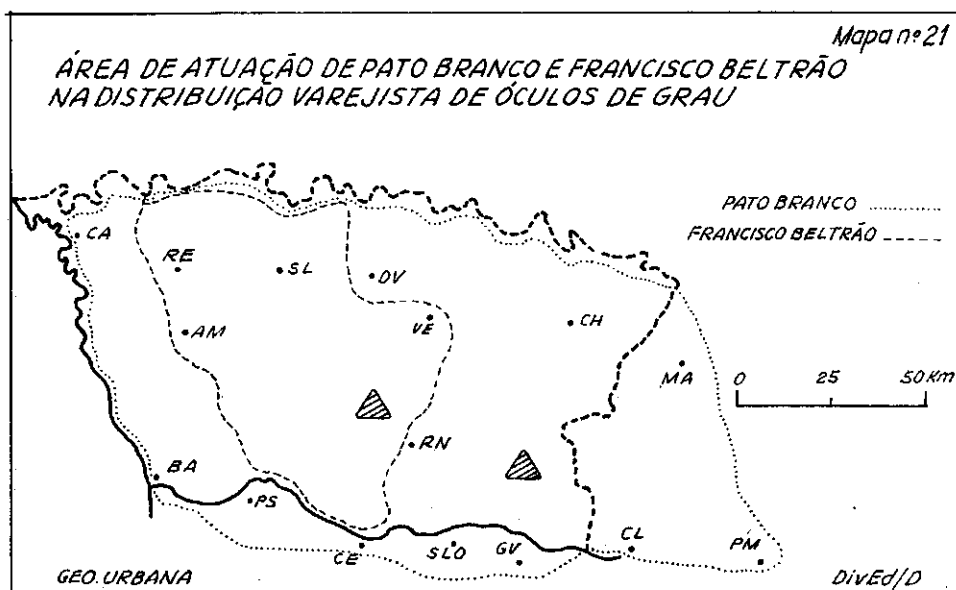 Mapa nº 21
ÁREA DE ATUAÇÃO DE PATO BRANCO E FRANCISCO BELTRÃO
NA DISTRIBUIÇÃO VAREJISTA DE ÓCULOS DE GRAU
PATO BRANCO
FRANCISCO BELTRÃO
CA
RE
SL
DV
VE
CH
AM
MA
0 25 50 Km
RN
BA
PS
CE
SLO
GV
CL
PM
GEO. URBANA
DivEd/D